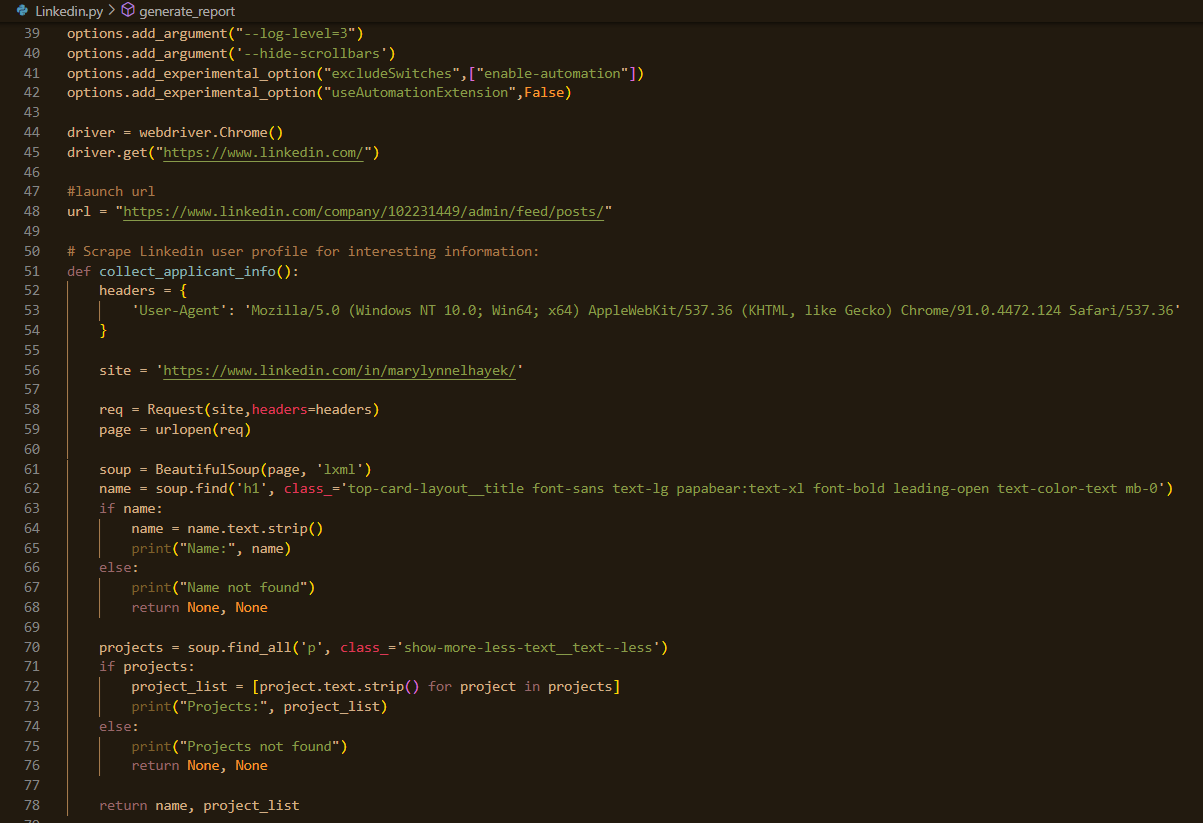 Linkedin.py > generate_report
39 options.add_argument("--log-level=3")
40 options.add_argument('--hide-scrollbars')
41 options.add_experimental_option("excludeSwitches",["enable-automation"])
42 options.add_experimental_option("useAutomationExtension",False)
43
44 driver = webdriver.Chrome()
45 driver.get("https://www.linkedin.com/")
46
47 #launch url
48 url = "https://www.linkedin.com/company/102231449/admin/feed/posts/"
49
50 # Scrape Linkedin user profile for interesting information:
51 def collect_applicant_info():
52     headers = {
53         'User-Agent': 'Mozilla/5.0 (Windows NT 10.0; Win64; x64) AppleWebKit/537.36 (KHTML, like Gecko) Chrome/91.0.4472.124 Safari/537.36'
54     }
55
56     site = 'https://www.linkedin.com/in/marylynnelhayek/'
57
58     req = Request(site,headers=headers)
59     page = urlopen(req)
60
61     soup = BeautifulSoup(page, 'lxml')
62     name = soup.find('h1', class_='top-card-layout__title font-sans text-lg papabear:text-xl font-bold leading-open text-color-text mb-0')
63     if name:
64         name = name.text.strip()
65         print("Name:", name)
66     else:
67         print("Name not found")
68         return None, None
69
70     projects = soup.find_all('p', class_='show-more-less-text__text--less')
71     if projects:
72         project_list = [project.text.strip() for project in projects]
73         print("Projects:", project_list)
74     else:
75         print("Projects not found")
76         return None, None
77
78     return name, project_list